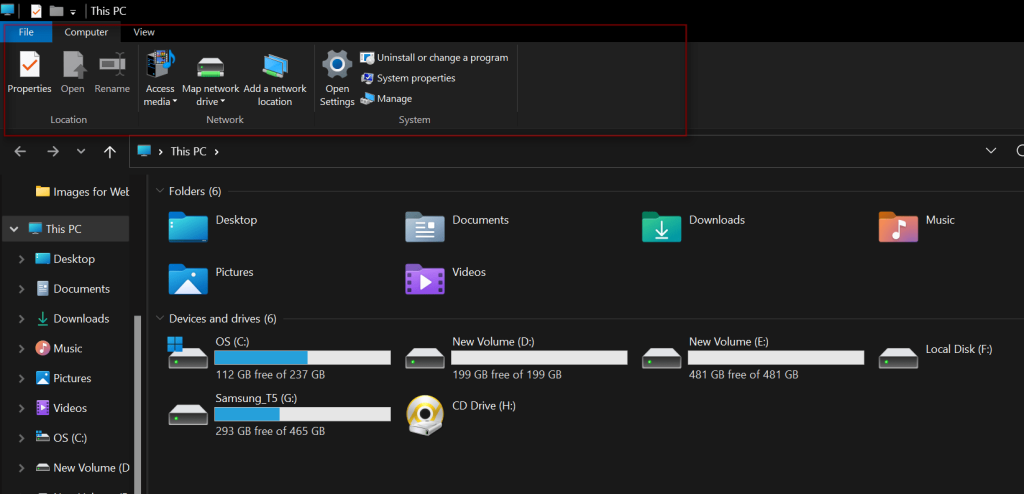 This PC
File Computer View
Properties Open Rename Access media Map network drive Add a network location Open Settings
Uninstall or change a program
System properties
Manage
Location Network System
This PC
Images for Web
This PC
Desktop
Documents
Downloads
Music
Pictures
Videos
OS (C:)
New Volume (D
Folders (6)
Desktop Documents Downloads Music
Pictures Videos
Devices and drives (6)
OS (C:)
112 GB free of 237 GB
New Volume (D:)
199 GB free of 199 GB
New Volume (E:)
481 GB free of 481 GB
Local Disk (F:)
Samsung_T5 (G:)
293 GB free of 465 GB
CD Drive (H:)